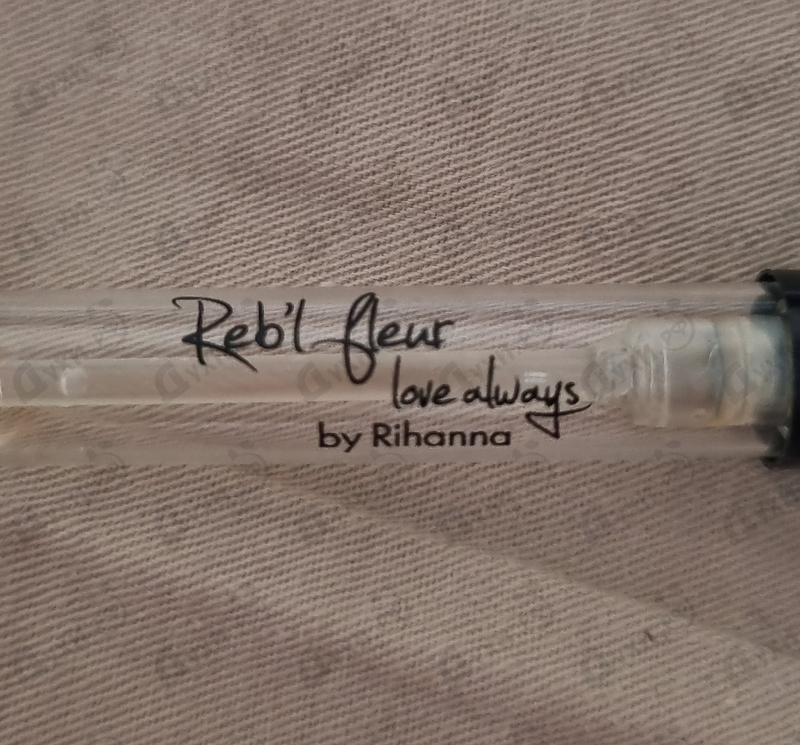 Reb'l fleur
love always
by Rihanna